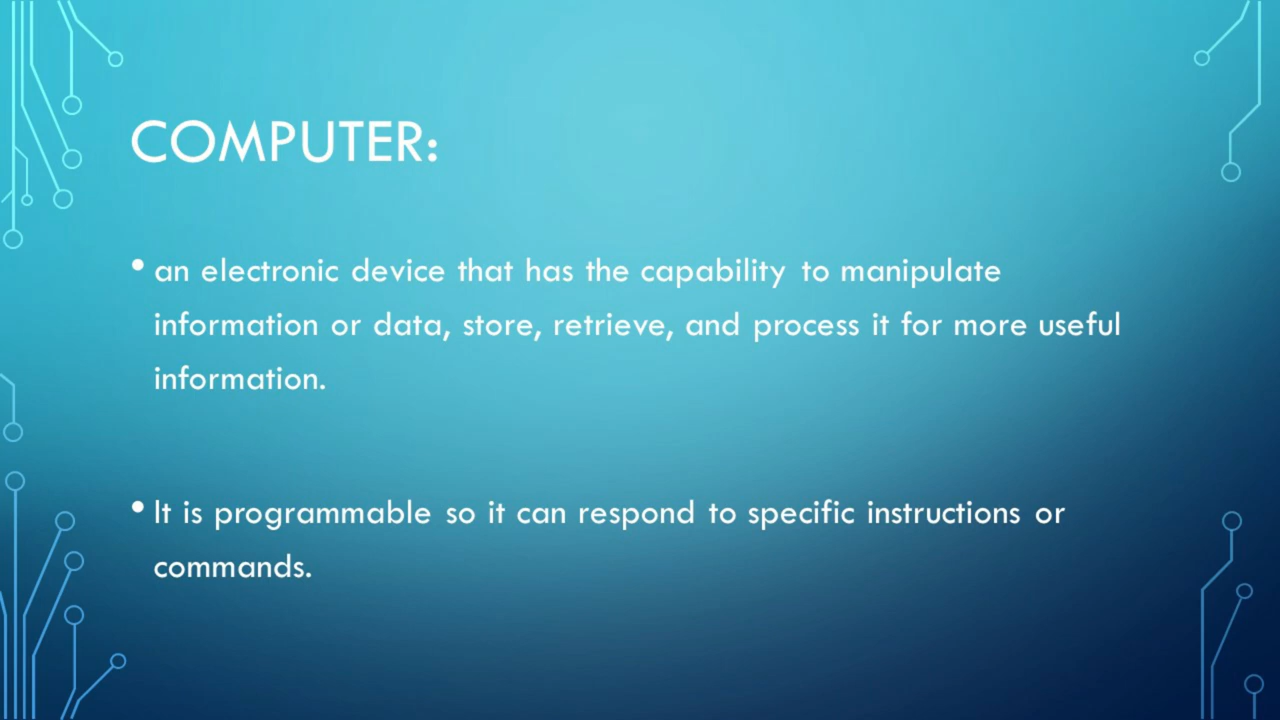 COMPUTER:
• an electronic device that has the capability to manipulate
information or data, store, retrieve, and process it for more useful
information.
• It is programmable so it can respond to specific instructions or
commands.